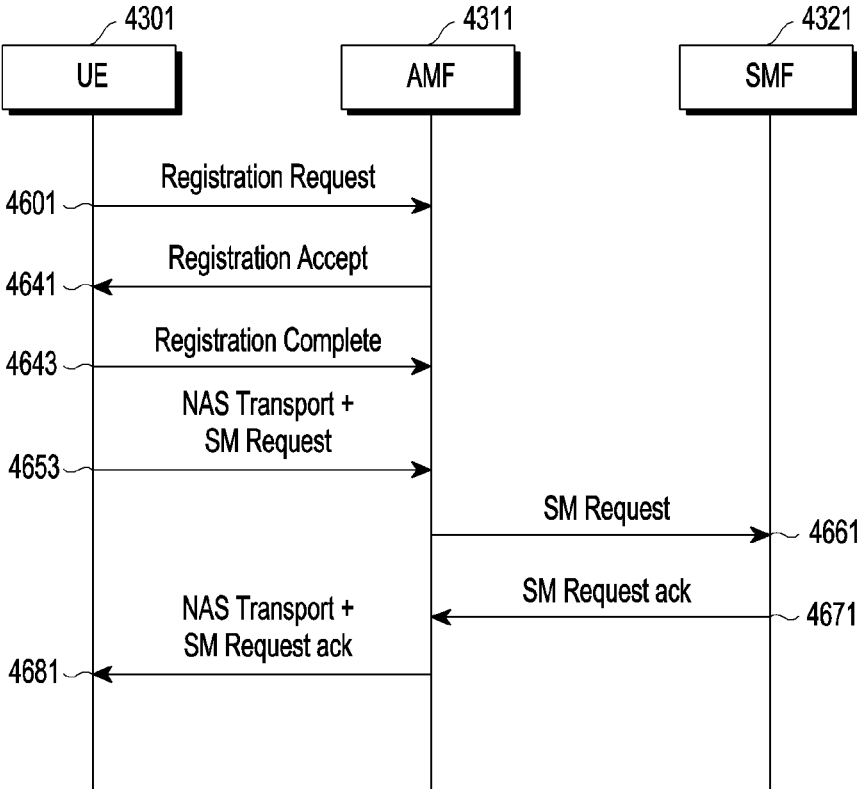 4301
4311
4321
UE
AMF
SMF
Registration Request
4601
Registration Accept
4641
Registration Complete
4643
NAS Transport +
SM Request
4653
SM Request
4661
SM Request ack
4671
NAS Transport +
SM Request ack
4681